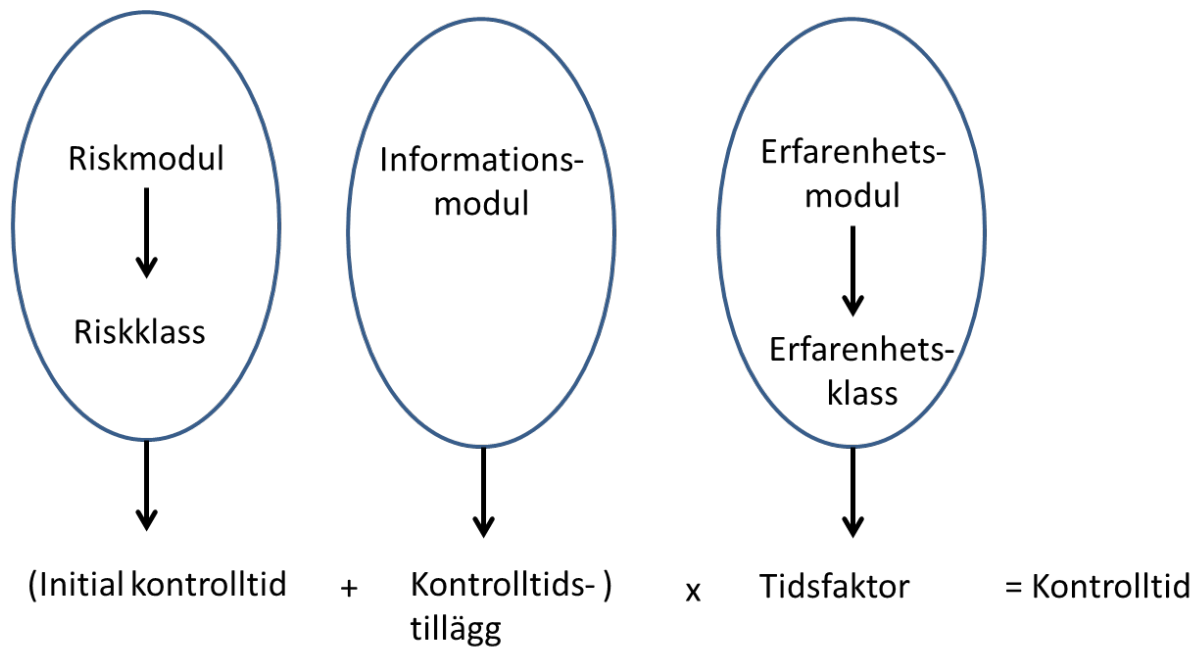 Riskmodul
Riskklass
Informations-
modul
Erfarenhets-
modul
Erfarenhets-
klass
(Initial kontrolltid + Kontrolltids- ) x Tidsfaktor = Kontrolltid
tillägg